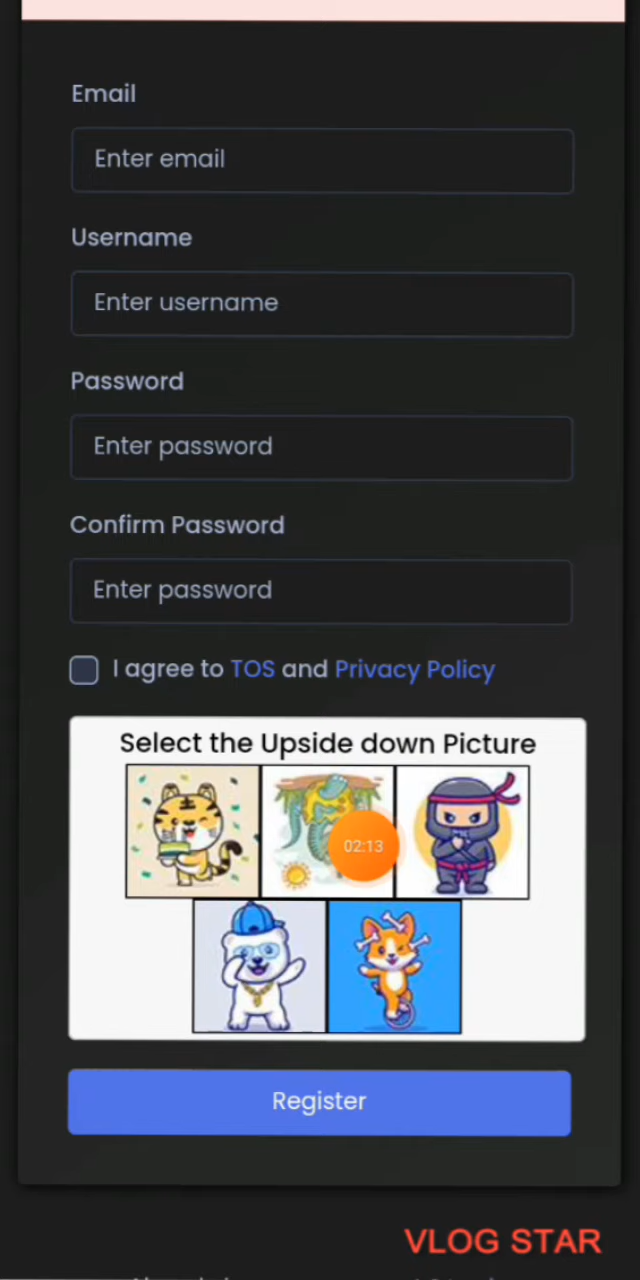 Email
Enter email
Username
Enter username
Password
Enter password
Confirm Password
Enter password
I agree to TOS and Privacy Policy
Select the Upside down Picture
02:13
Register
VLOG STAR